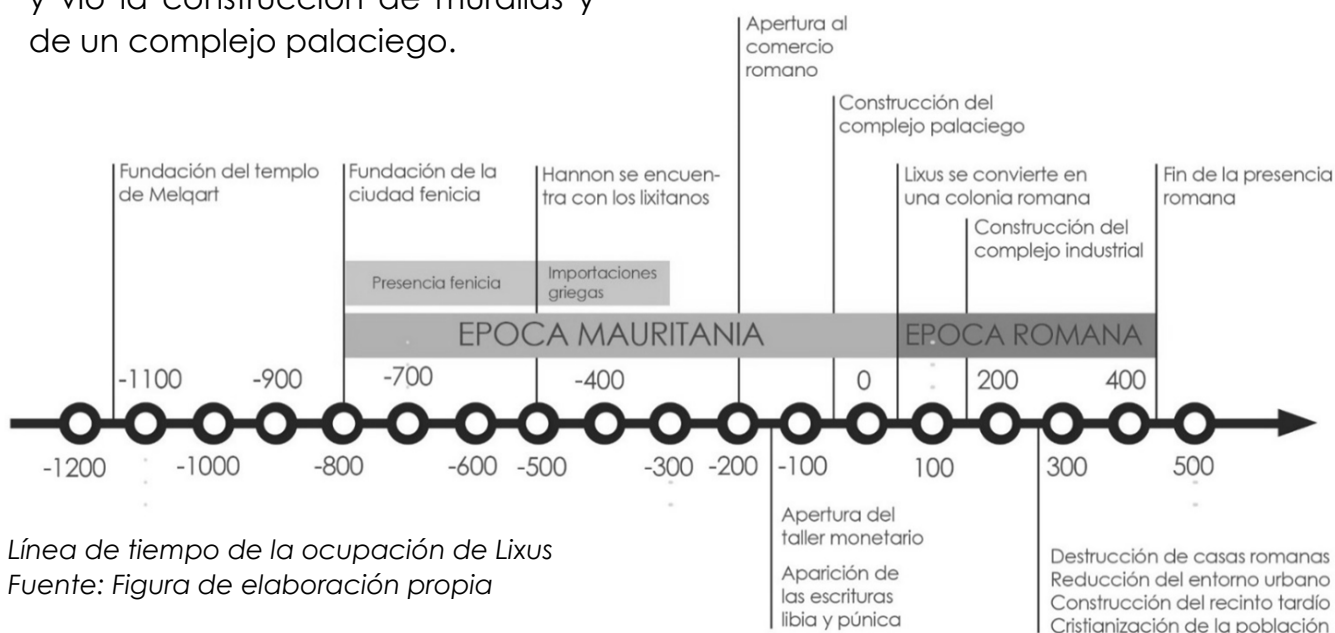 y vio la construcción de murallas y
de un complejo palaciego.
Apertura al
comercio
romano
Construcción del
complejo palaciego
Fundación del templo
de Melqart
Fundación de la
ciudad fenicia
Hannon se encuen-
tra con los lixitanos
Lixus se convierte en
una colonia romana
Fin de la presencia
romana
Construcción del
complejo industrial
Presencia fenicia
Importaciones
griegas
EPOCA MAURITANIA
EPOCA ROMANA
-1100
-900
-700
-400
0
200
400
-1200
-1000
-800
-600
-500
-300
-200
-100
100
300
500
Apertura del
taller monetario
Aparición de
las escrituras
libia y púnica
Destrucción de casas romanas
Reducción del entorno urbano
Construcción del recinto tardío
Cristianización de la población
Línea de tiempo de la ocupación de Lixus
Fuente: Figura de elaboración propia